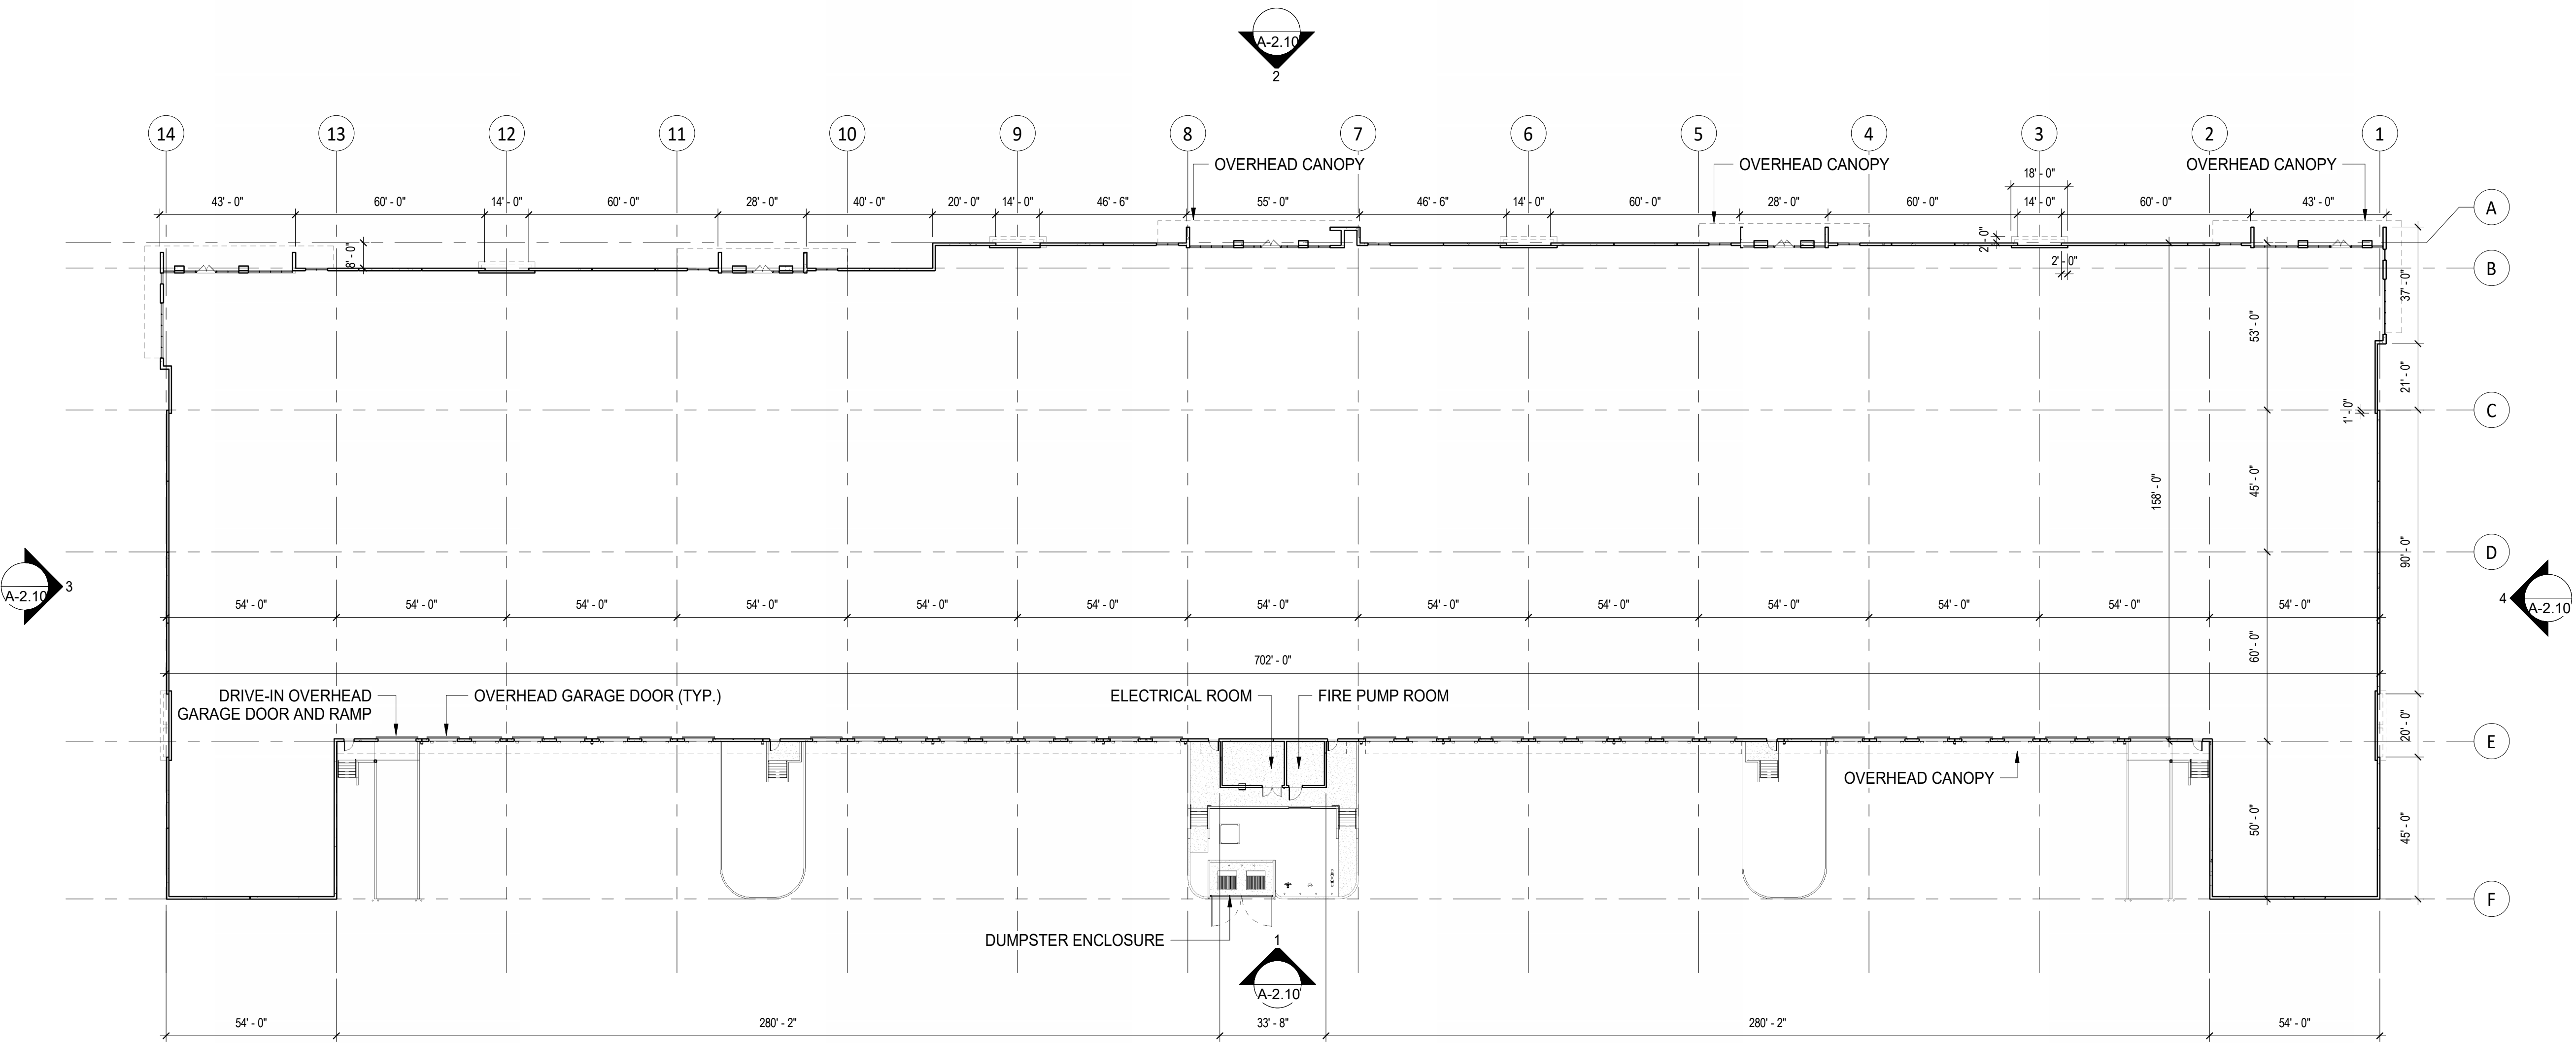 A-2.10
2
14 13 12 11 10 9 8 7 6 5 4 3 2 1
OVERHEAD CANOPY
OVERHEAD CANOPY
OVERHEAD CANOPY
18' - 0"
43' - 0" 60' - 0" 14' - 0" 60' - 0" 28' - 0" 40' - 0" 20' - 0" 14' - 0" 46' - 6" 55' - 0" 46' - 6" 14' - 0" 60' - 0" 28' - 0" 60' - 0" 14' - 0" 60' - 0" 43' - 0"
A
8' - 0"
2' - 0"
2' - 0"
B
37' - 0"
53' - 0"
21' - 0"
1' - 0"
C
45' - 0"
158' - 0"
D
90' - 0"
A-2.10
3
4
A-2.10
54' - 0" 54' - 0" 54' - 0" 54' - 0" 54' - 0" 54' - 0" 54' - 0" 54' - 0" 54' - 0" 54' - 0" 54' - 0" 54' - 0" 54' - 0"
60' - 0"
702' - 0"
DRIVE-IN OVERHEAD
GARAGE DOOR AND RAMP
OVERHEAD GARAGE DOOR (TYP.)
ELECTRICAL ROOM
FIRE PUMP ROOM
20' - 0"
E
OVERHEAD CANOPY
50' - 0"
45' - 0"
F
DUMPSTER ENCLOSURE
1
A-2.10
54' - 0" 280' - 2" 33' - 8" 280' - 2" 54' - 0"